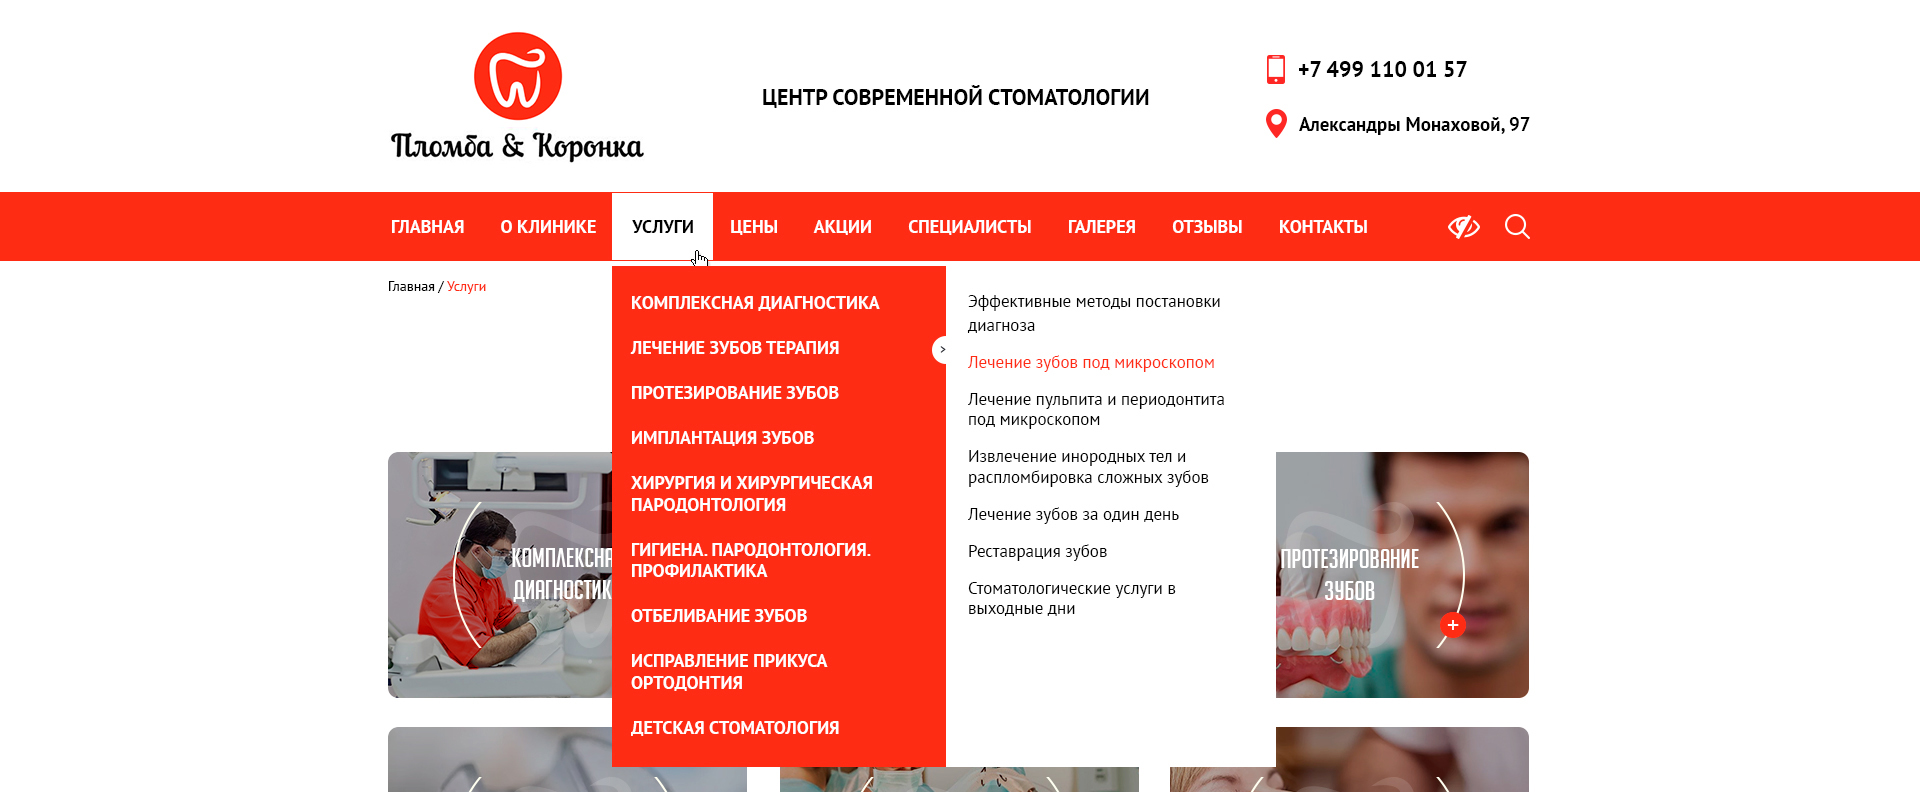 Пломба & Коронка
ЦЕНТР СОВРЕМЕННОЙ СТОМАТОЛОГИИ
+7 499 110 01 57
Александры Монаховой, 97
ГЛАВНАЯ О КЛИНИКЕ УСЛУГИ ЦЕНЫ АКЦИИ СПЕЦИАЛИСТЫ ГАЛЕРЕЯ ОТЗЫВЫ КОНТАКТЫ
Главная / Услуги
КОМПЛЕКСНАЯ ДИАГНОСТИКА
ЛЕЧЕНИЕ ЗУБОВ ТЕРАПИЯ
ПРОТЕЗИРОВАНИЕ ЗУБОВ
ИМПЛАНТАЦИЯ ЗУБОВ
ХИРУРГИЯ И ХИРУРГИЧЕСКАЯ
ПАРОДОНТОЛОГИЯ
ГИГИЕНА. ПАРОДОНТОЛОГИЯ.
ПРОФИЛАКТИКА
ОТБЕЛИВАНИЕ ЗУБОВ
ИСПРАВЛЕНИЕ ПРИКУСА
ОРТОДОНТИЯ
ДЕТСКАЯ СТОМАТОЛОГИЯ
Эффективные методы постановки
диагноза
Лечение зубов под микроскопом
Лечение пульпита и периодонтита
под микроскопом
Извлечение инородных тел и
распломбировка сложных зубов
Лечение зубов за один день
Реставрация зубов
Стоматологические услуги в
выходные дни
КОМПЛЕКСНА
ДИАГНОСТИК
ПРОТЕЗИРОВАНИЕ
ЗУБОВ